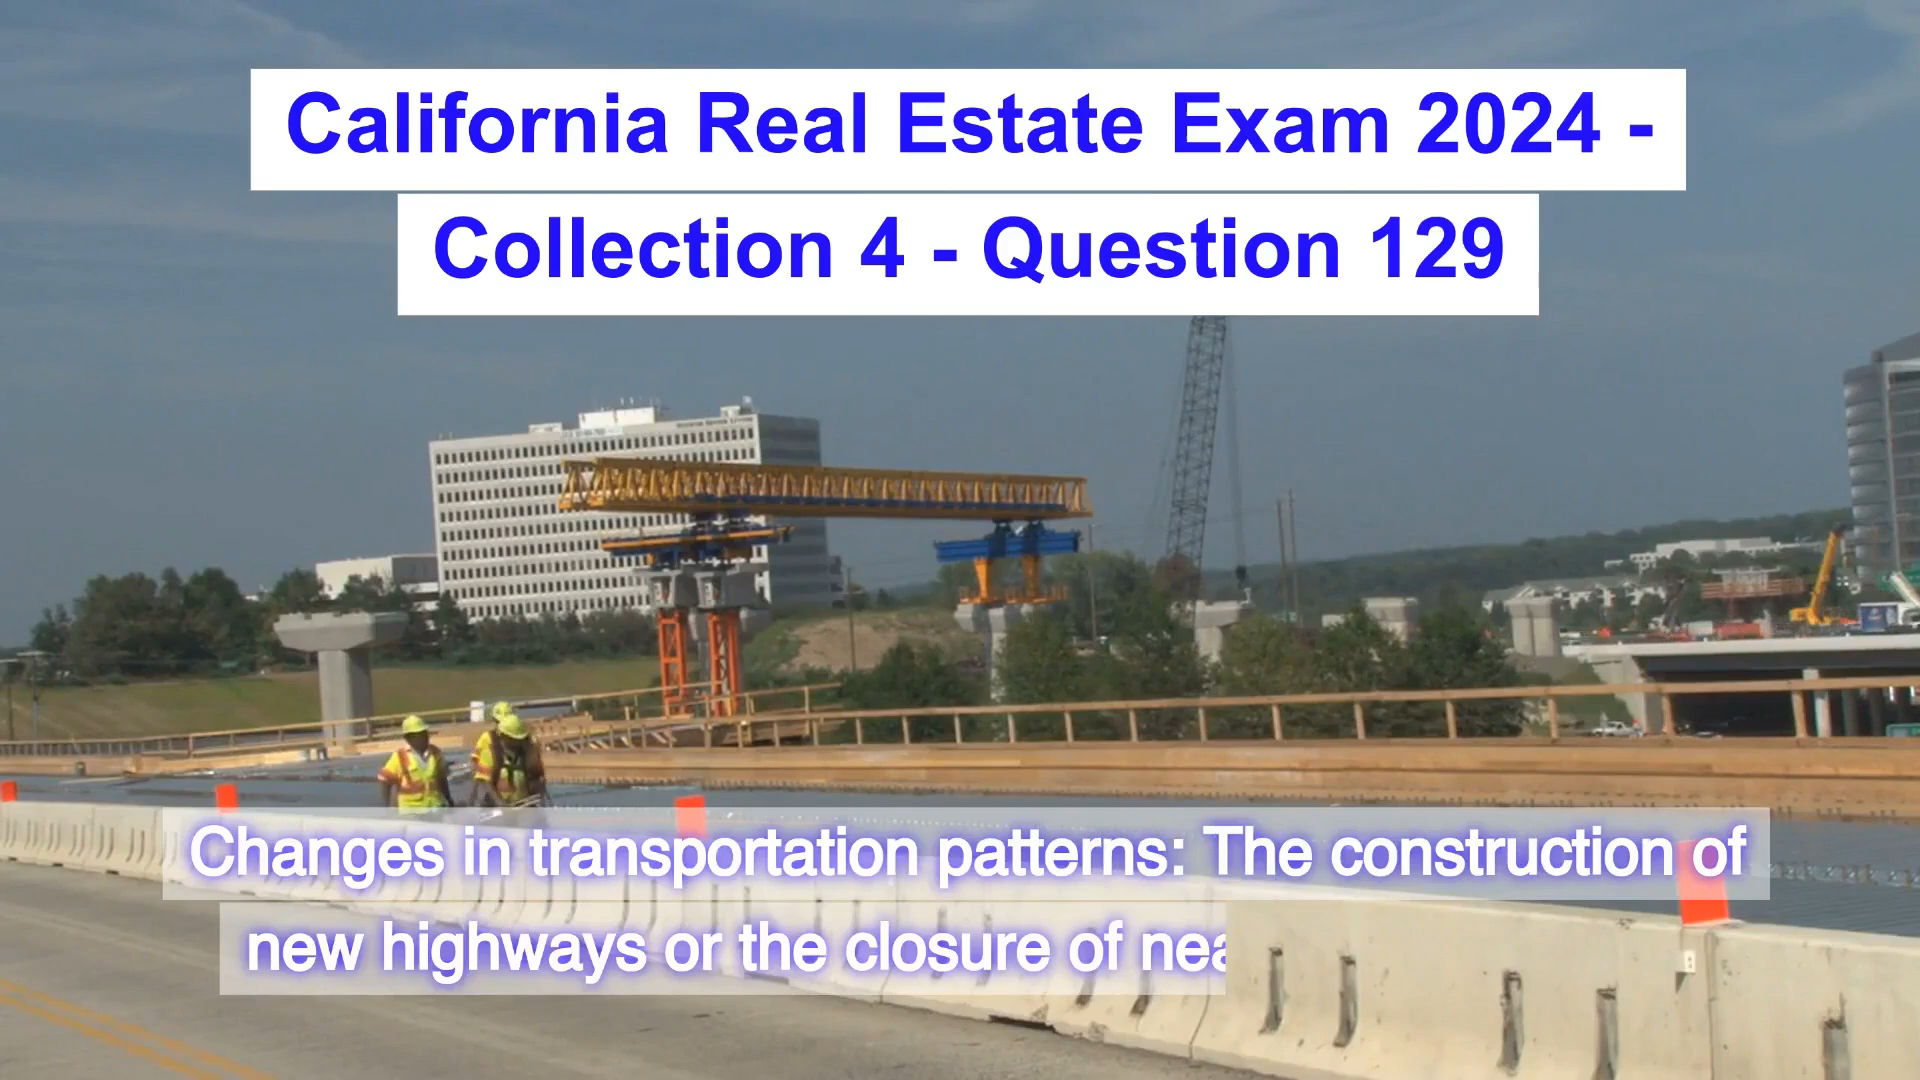 California Real Estate Exam 2024 -
Collection 4 - Question 129
Changes in transportation patterns: The construction of
new highways or the closure of nea